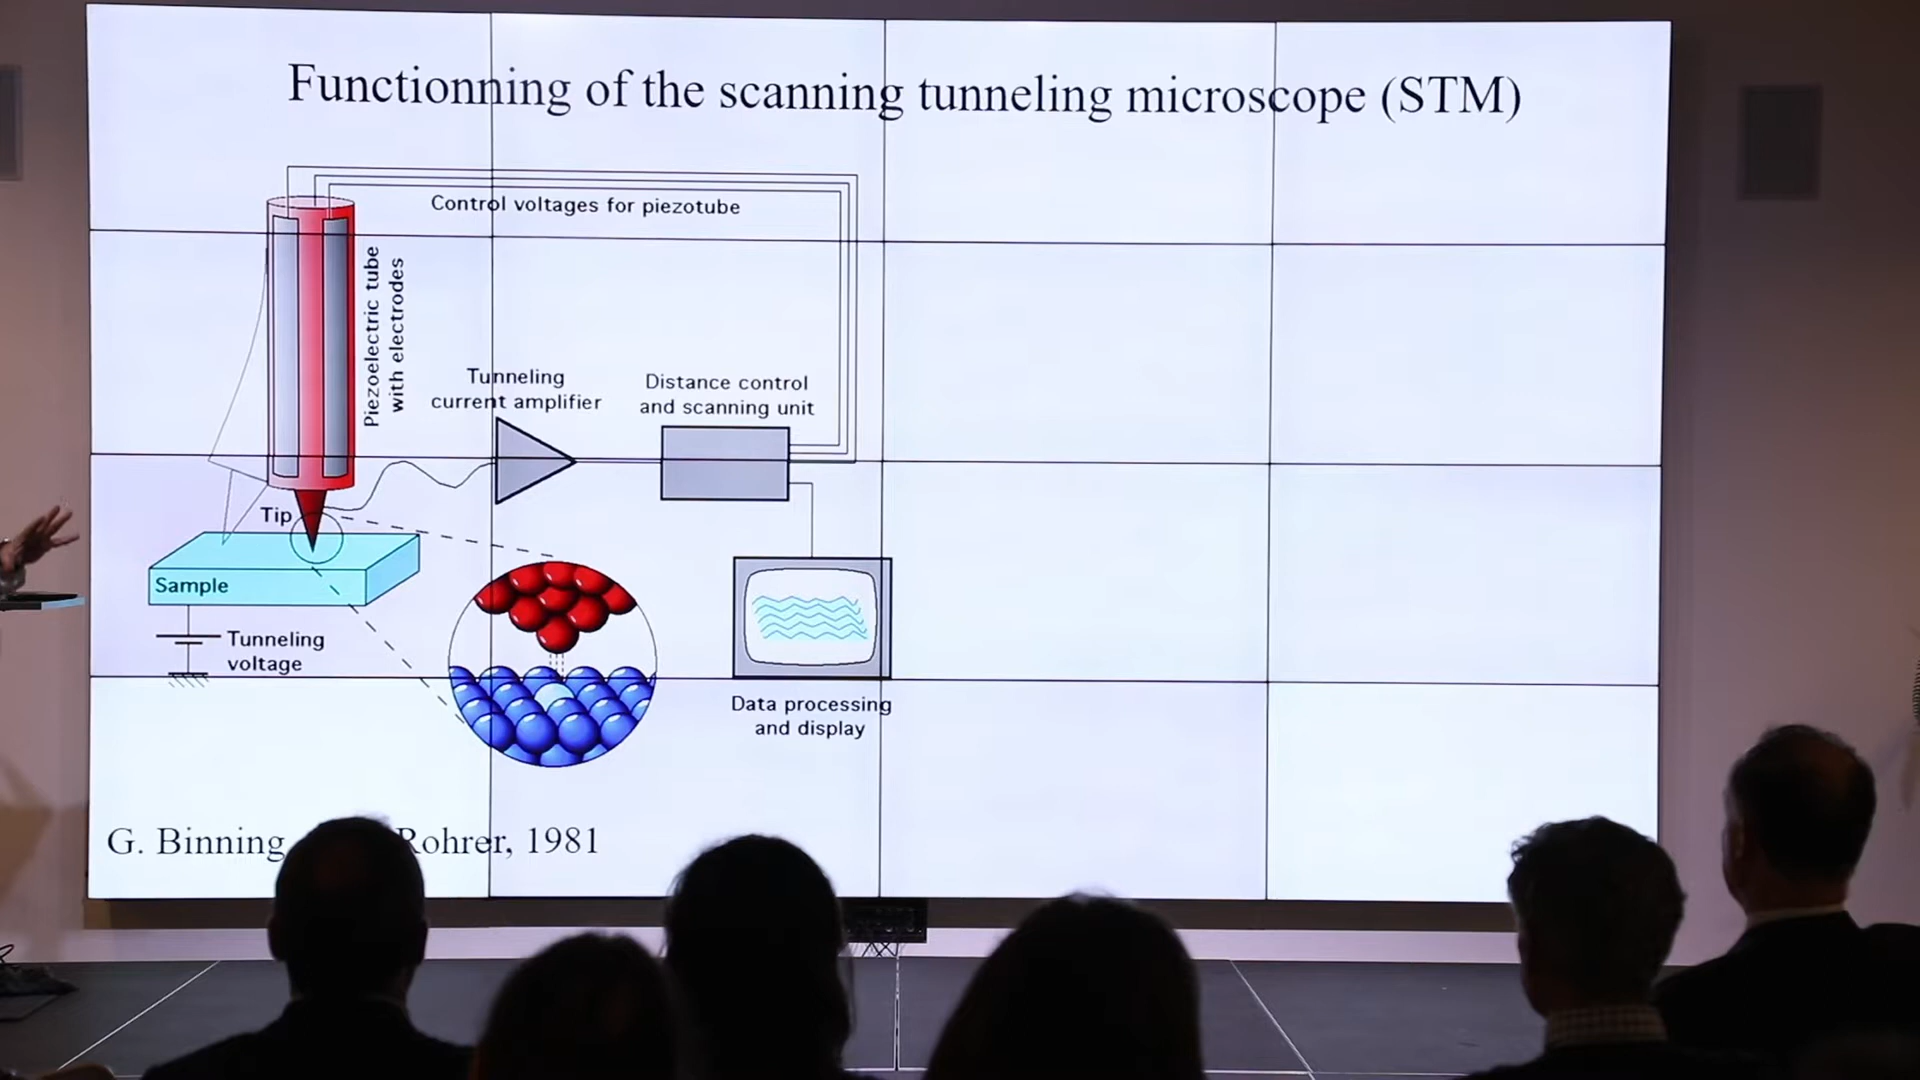 Functionning of the scanning tunneling microscope (STM)
Control voltages for piezotube
Piezoelectric tube
with electrodes
Tunneling
current amplifier
Distance control
and scanning unit
Tip
Sample
Tunneling
voltage
Data processing
and display
G. Binning Rohrer, 1981